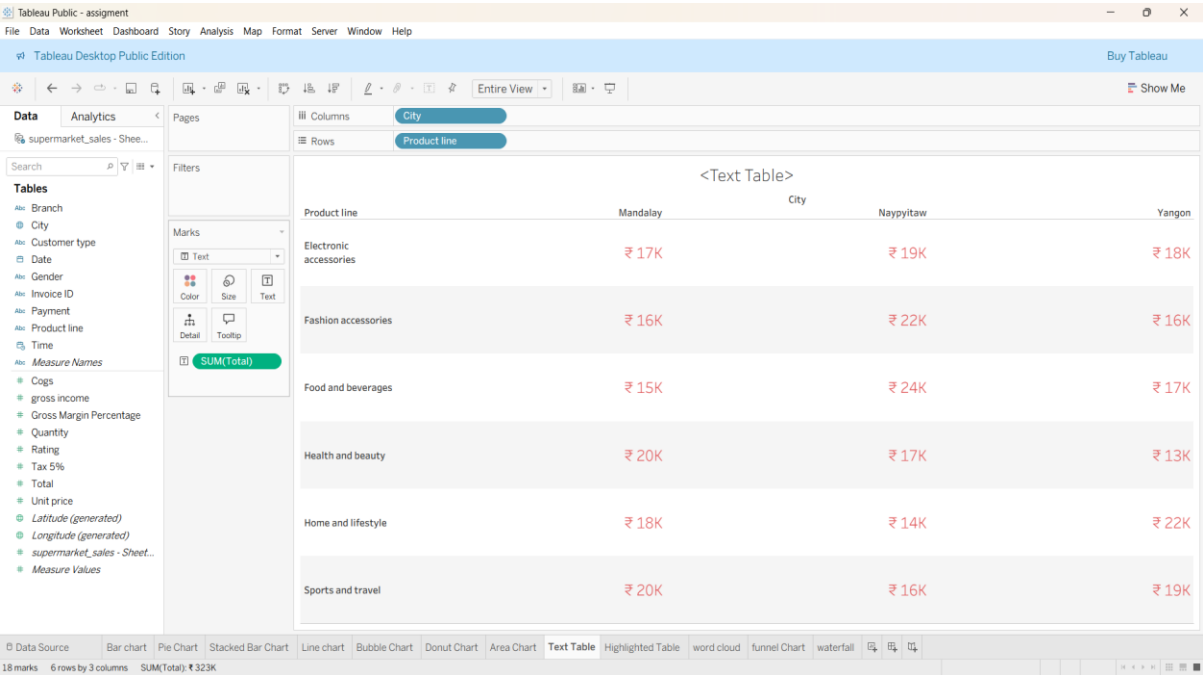 Tableau Public - assigment
File Data Worksheet Dashboard Story Analysis Map Format Server Window Help
Tableau Desktop Public Edition Buy Tableau
Entire View Show Me
Data Analytics
supermarket_sales - Shee...
Search
Tables
Abc Branch
City
Abc Customer type
Date
Abc Gender
Abc Invoice ID
Abc Payment
Abc Product line
Time
Abc Measure Names
# Cogs
# gross income
# Gross Margin Percentage
# Quantity
# Rating
# Tax 5%
# Total
# Unit price
Latitude (generated)
Longitude (generated)
# supermarket_sales - Sheet...
# Measure Values
Pages
Filters
Marks
Text
Color Size Text
Detail Tooltip
SUM(Total)
Columns City
Rows Product line
<Text Table>
City
Product line Mandalay Naypyitaw Yangon
Electronic
accessories ₹ 17K ₹ 19K ₹ 18K
Fashion accessories ₹ 16K ₹ 22K ₹ 16K
Food and beverages ₹ 15K ₹ 24K ₹ 17K
Health and beauty ₹ 20K ₹ 17K ₹ 13K
Home and lifestyle ₹ 18K ₹ 14K ₹ 22K
Sports and travel ₹ 20K ₹ 16K ₹ 19K
Data Source Bar chart Pie Chart Stacked Bar Chart Line chart Bubble Chart Donut Chart Area Chart Text Table Highlighted Table word cloud funnel Chart waterfall
18 marks 6 rows by 3 columns SUM(Total): ₹ 323K